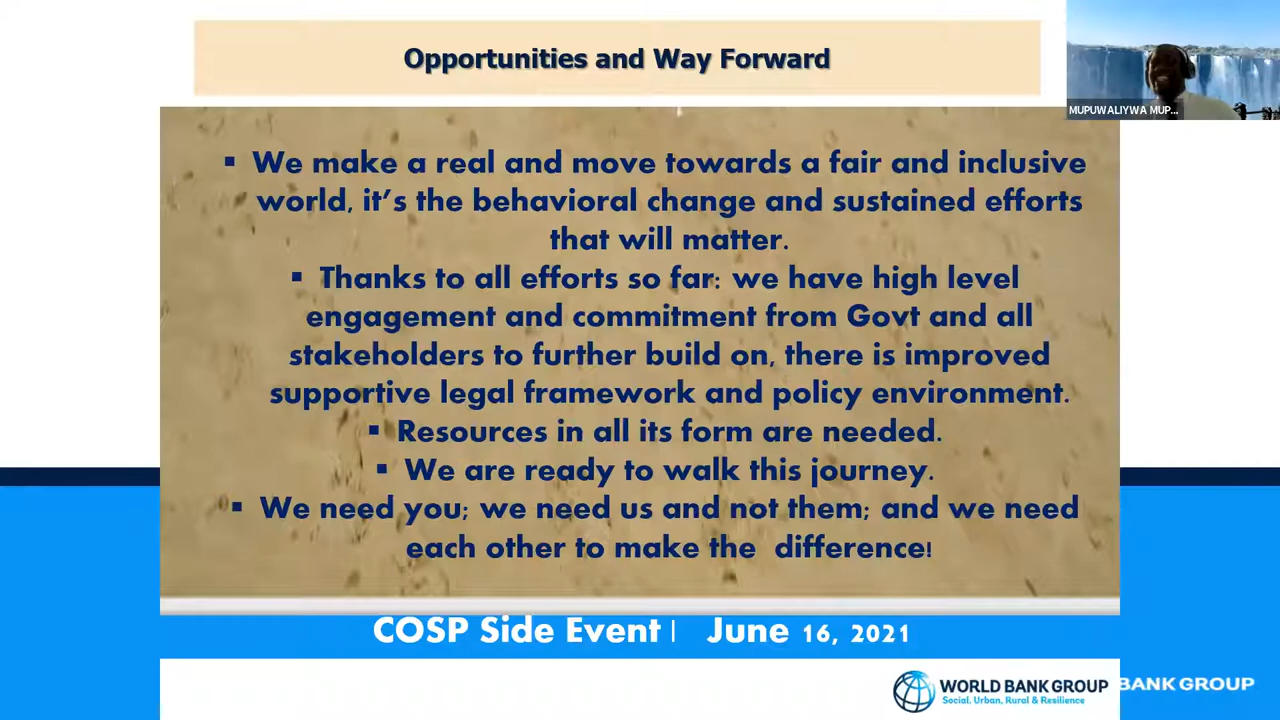 Opportunities and Way Forward
MUPUWALIYWA MUP...
▪ We make a real and move towards a fair and inclusive
world, it's the behavioral change and sustained efforts
that will matter.
▪ Thanks to all efforts so far: we have high level
engagement and commitment from Govt and all
stakeholders to further build on, there is improved
supportive legal framework and policy environment.
▪ Resources in all its form are needed.
▪ We are ready to walk this journey.
▪ We need you; we need us and not them; and we need
each other to make the difference!
COSP Side Event | June 16, 2021
WORLD BANK GROUP
Social, Urban, Rural & Resilience
BANK GROUP